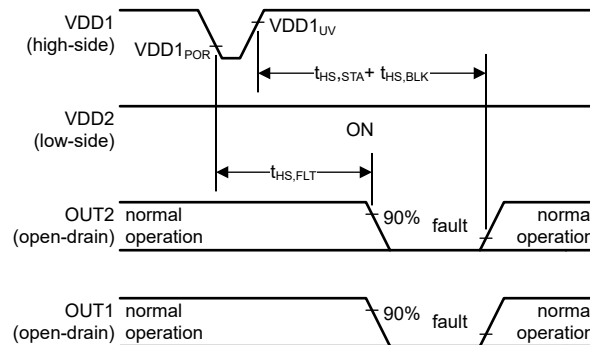 VDD1
(high-side)
VDD1POR
VDD1UV
tHS,STA+ tHS,BLK
VDD2
(low-side)
ON
tHS,FLT
OUT2
(open-drain)
normal
operation
90%
fault
norma
operation
OUT1
(open-drain)
normal
operation
90%
fault
norma
operation